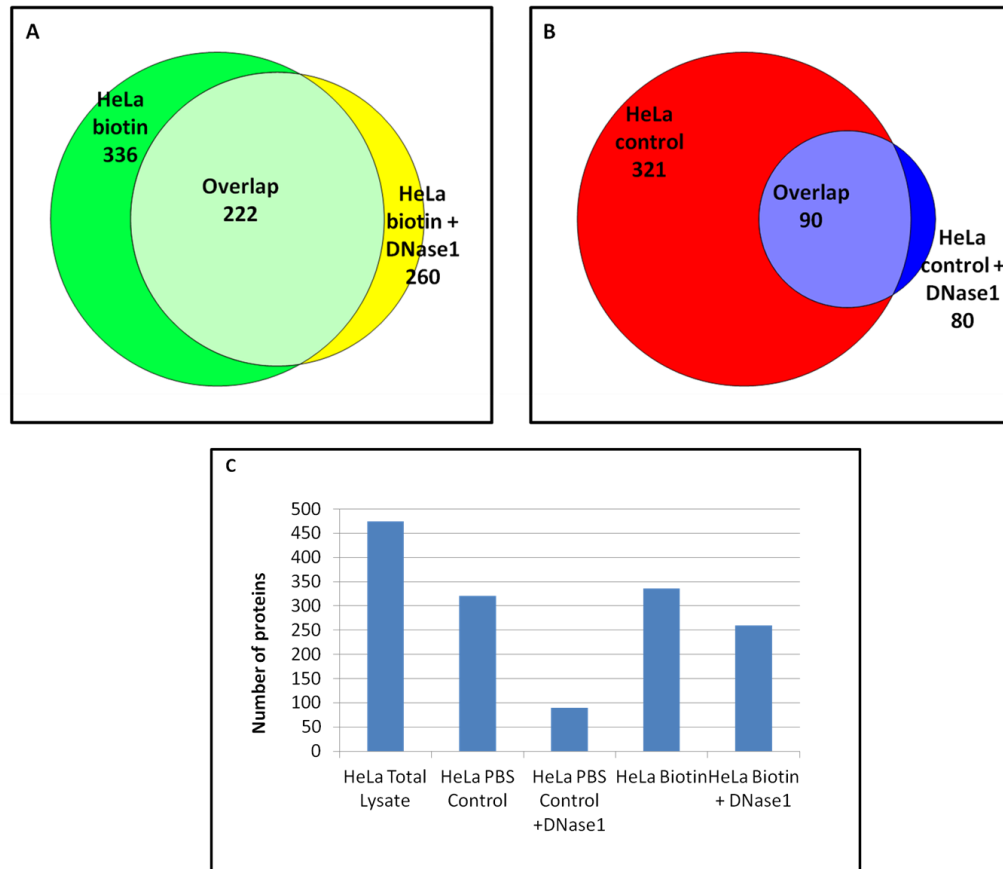 A
HeLa
biotin
336
Overlap
222
HeLa
biotin +
DNase1
260
B
HeLa
control
321
Overlap
90
HeLa
control +
DNase1
80
C
Number of proteins
500
450
400
350
300
250
200
150
100
50
0
HeLa Total
Lysate
HeLa PBS
Control
HeLa PBS
Control
+DNase1
HeLa Biotin
HeLa Biotin
+ DNase1